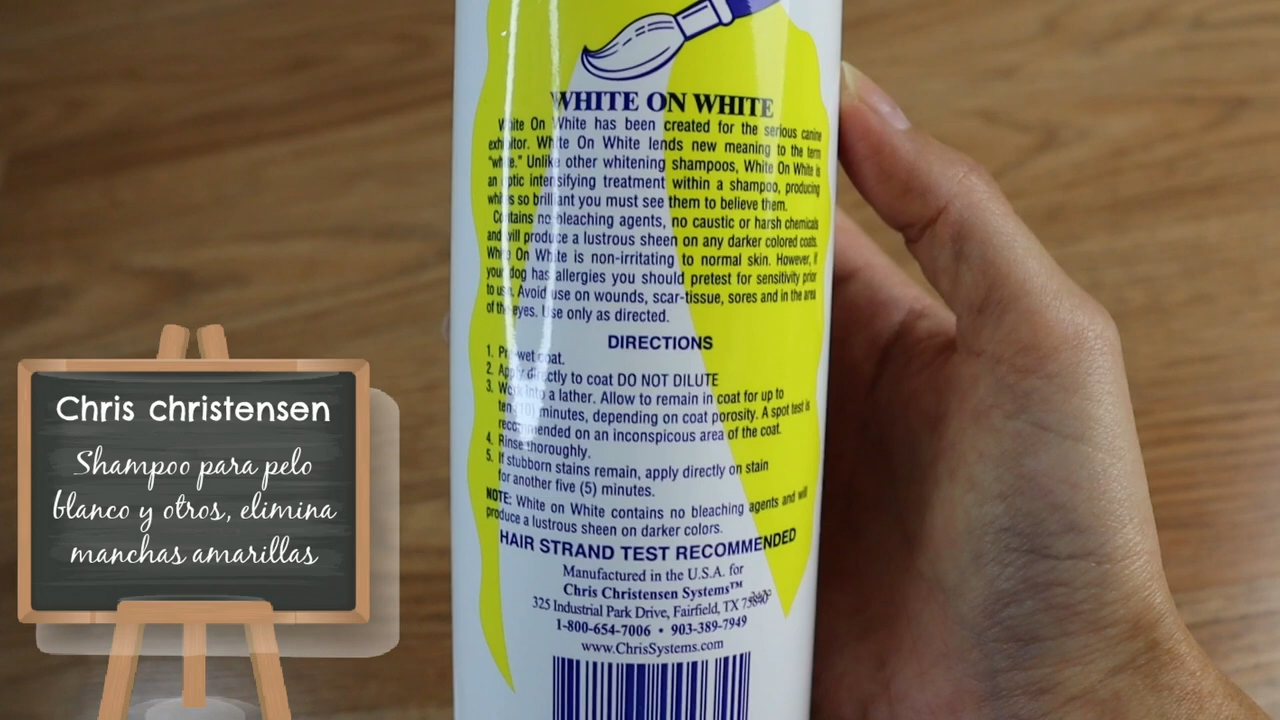 WHITE ON WHITE
White On White has been created for the serious canine
exhibitor. White On White lends new meaning to the term
"white." Unlike other whitening shampoos, White On White is
an optic intensifying treatment within a shampoo, producing
whites so brilliant you must see them to believe them.
Contains no bleaching agents, no caustic or harsh chemicals
and will produce a lustrous sheen on any darker colored coats.
White On White is non-irritating to normal skin. However, if
your dog has allergies you should pretest for sensitivity prior
to use. Avoid use on wounds, scar-tissue, sores and in the area
of the eyes. Use only as directed.
DIRECTIONS
1. Pre-wet coat.
2. Apply directly to coat DO NOT DILUTE
3. Work into a lather. Allow to remain in coat for up to
ten (10) minutes, depending on coat porosity. A spot test is
recommended on an inconspicous area of the coat.
4. Rinse thoroughly.
5. If stubborn stains remain, apply directly on stain
for another five (5) minutes.
NOTE: White on White contains no bleaching agents and will
produce a lustrous sheen on darker colors.
HAIR STRAND TEST RECOMMENDED
Manufactured in the U.S.A. for
Chris Christensen Systems™
325 Industrial Park Drive, Fairfield, TX 75840
1-800-654-7006 • 903-389-7949
www.ChrisSystems.com
Chris christensen
Shampoo para pelo
blanco y otros, elimina
manchas amarillas